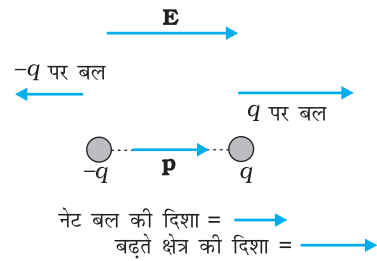 E
−q पर बल
q पर बल
−q
p
q
नेट बल की दिशा =
बढ़ते क्षेत्र की दिशा =